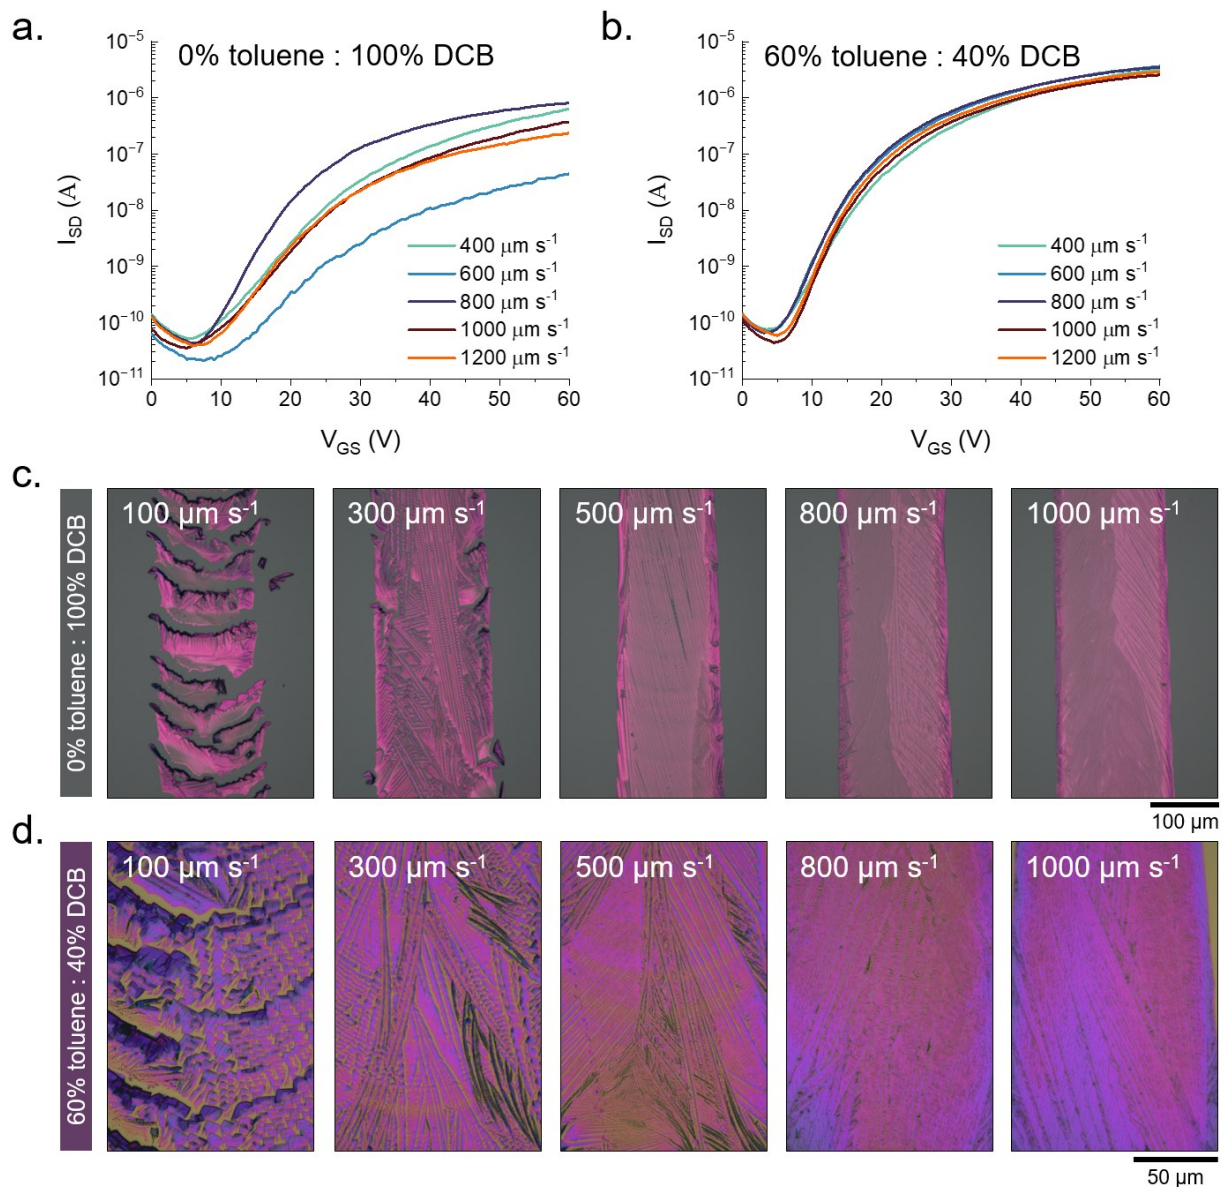 a.
0% toluene : 100% DCB
10⁻⁵
10⁻⁶
10⁻⁷
10⁻⁸
10⁻⁹
10⁻¹⁰
10⁻¹¹
I_SD (A)
400 µm s⁻¹
600 µm s⁻¹
800 µm s⁻¹
1000 µm s⁻¹
1200 µm s⁻¹
0 10 20 30 40 50 60
V_GS (V)
b.
60% toluene : 40% DCB
10⁻⁵
10⁻⁶
10⁻⁷
10⁻⁸
10⁻⁹
10⁻¹⁰
10⁻¹¹
I_SD (A)
400 µm s⁻¹
600 µm s⁻¹
800 µm s⁻¹
1000 µm s⁻¹
1200 µm s⁻¹
0 10 20 30 40 50 60
V_GS (V)
c.
0% toluene : 100% DCB
100 µm s⁻¹
300 µm s⁻¹
500 µm s⁻¹
800 µm s⁻¹
1000 µm s⁻¹
100 µm
d.
60% toluene : 40% DCB
100 µm s⁻¹
300 µm s⁻¹
500 µm s⁻¹
800 µm s⁻¹
1000 µm s⁻¹
50 µm